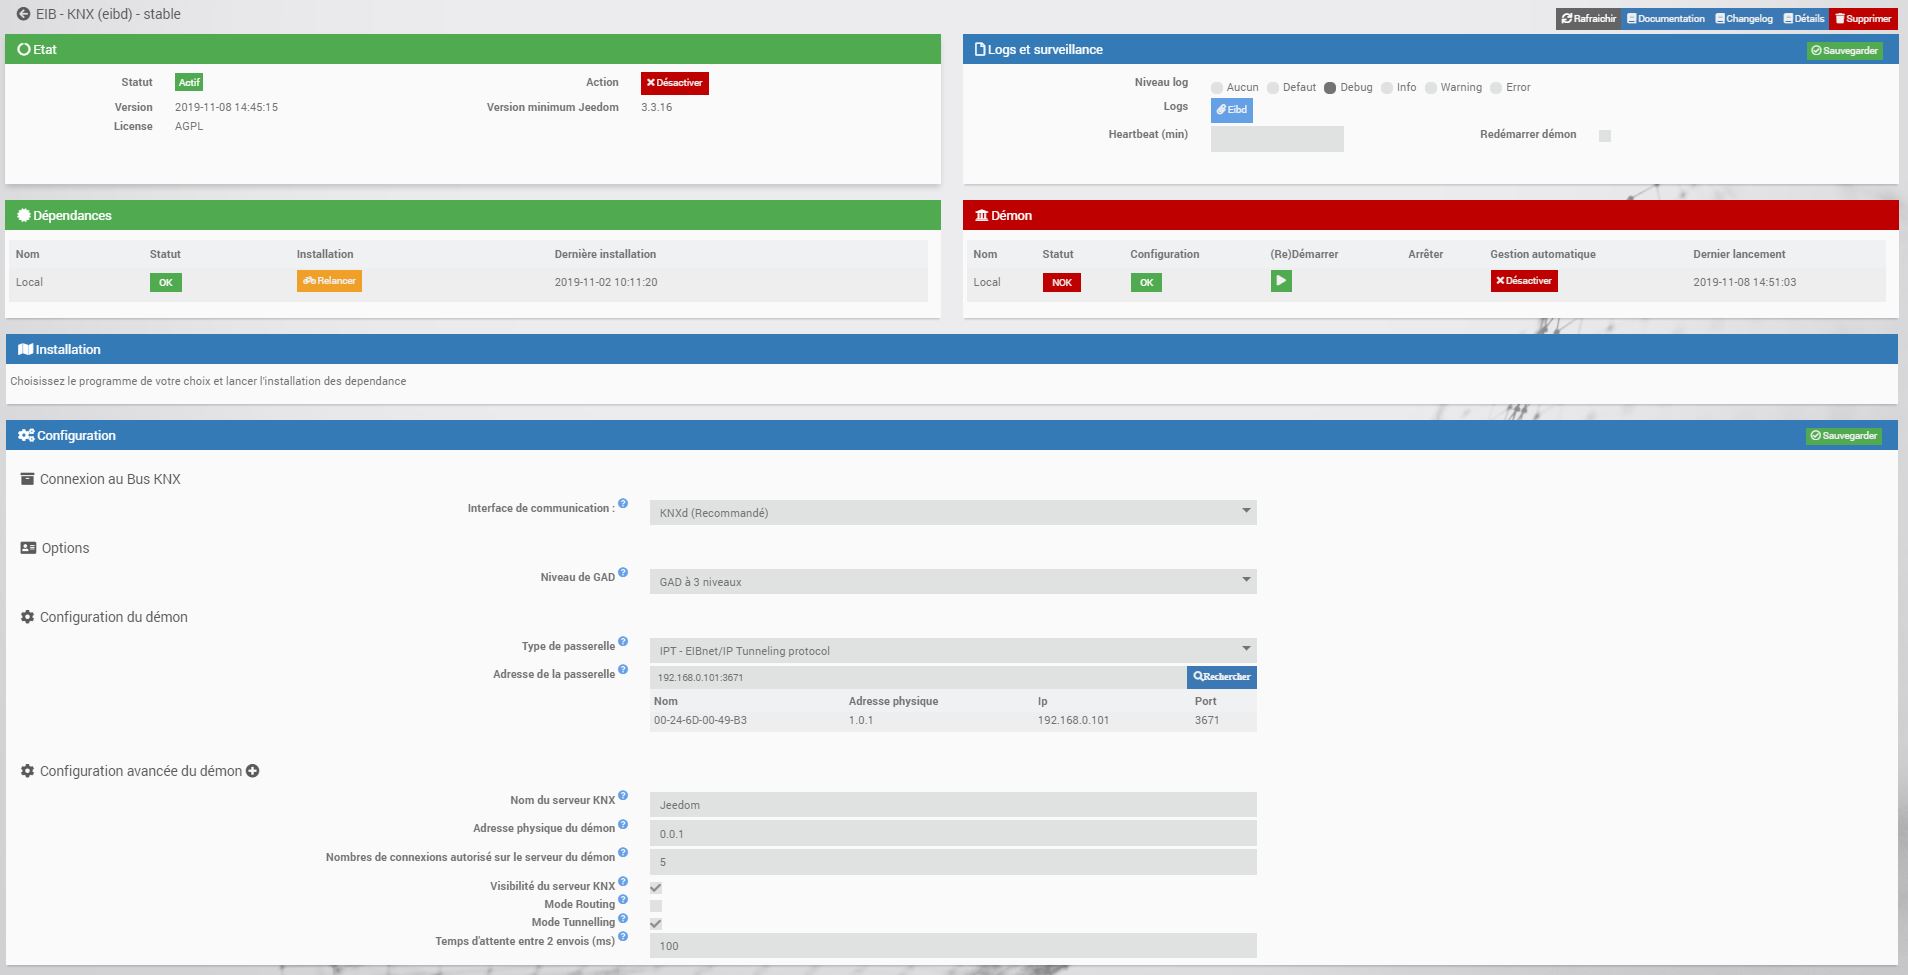 EIB - KNX (eibd) - stable
Rafraichir Documentation Changelog Détails Supprimer
Etat
Statut Actif Action Désactiver
Version 2019-11-08 14:45:15 Version minimum Jeedom 3.3.16
License AGPL
Logs et surveillance Sauvegarder
Niveau log Aucun Defaut Debug Info Warning Error
Logs Eibd
Heartbeat (min) Redémarrer démon
Dépendances
Nom Statut Installation Dernière installation
Local OK Relancer 2019-11-02 10:11:20
Démon
Nom Statut Configuration (Re)Démarrer Arrêter Gestion automatique Dernier lancement
Local NOK OK Désactiver 2019-11-08 14:51:03
Installation
Choisissez le programme de votre choix et lancer l'installation des dependance
Configuration Sauvegarder
Connexion au Bus KNX
Interface de communication : KNXd (Recommandé)
Options
Niveau de GAD GAD à 3 niveaux
Configuration du démon
Type de passerelle IPT - EIBnet/IP Tunneling protocol
Adresse de la passerelle 192.168.0.101:3671 Rechercher
Nom Adresse physique Ip Port
00-24-6D-00-49-B3 1.0.1 192.168.0.101 3671
Configuration avancée du démon
Nom du serveur KNX Jeedom
Adresse physique du démon 0.0.1
Nombres de connexions autorisé sur le serveur du démon 5
Visibilité du serveur KNX
Mode Routing
Mode Tunnelling
Temps d'attente entre 2 envois (ms) 100